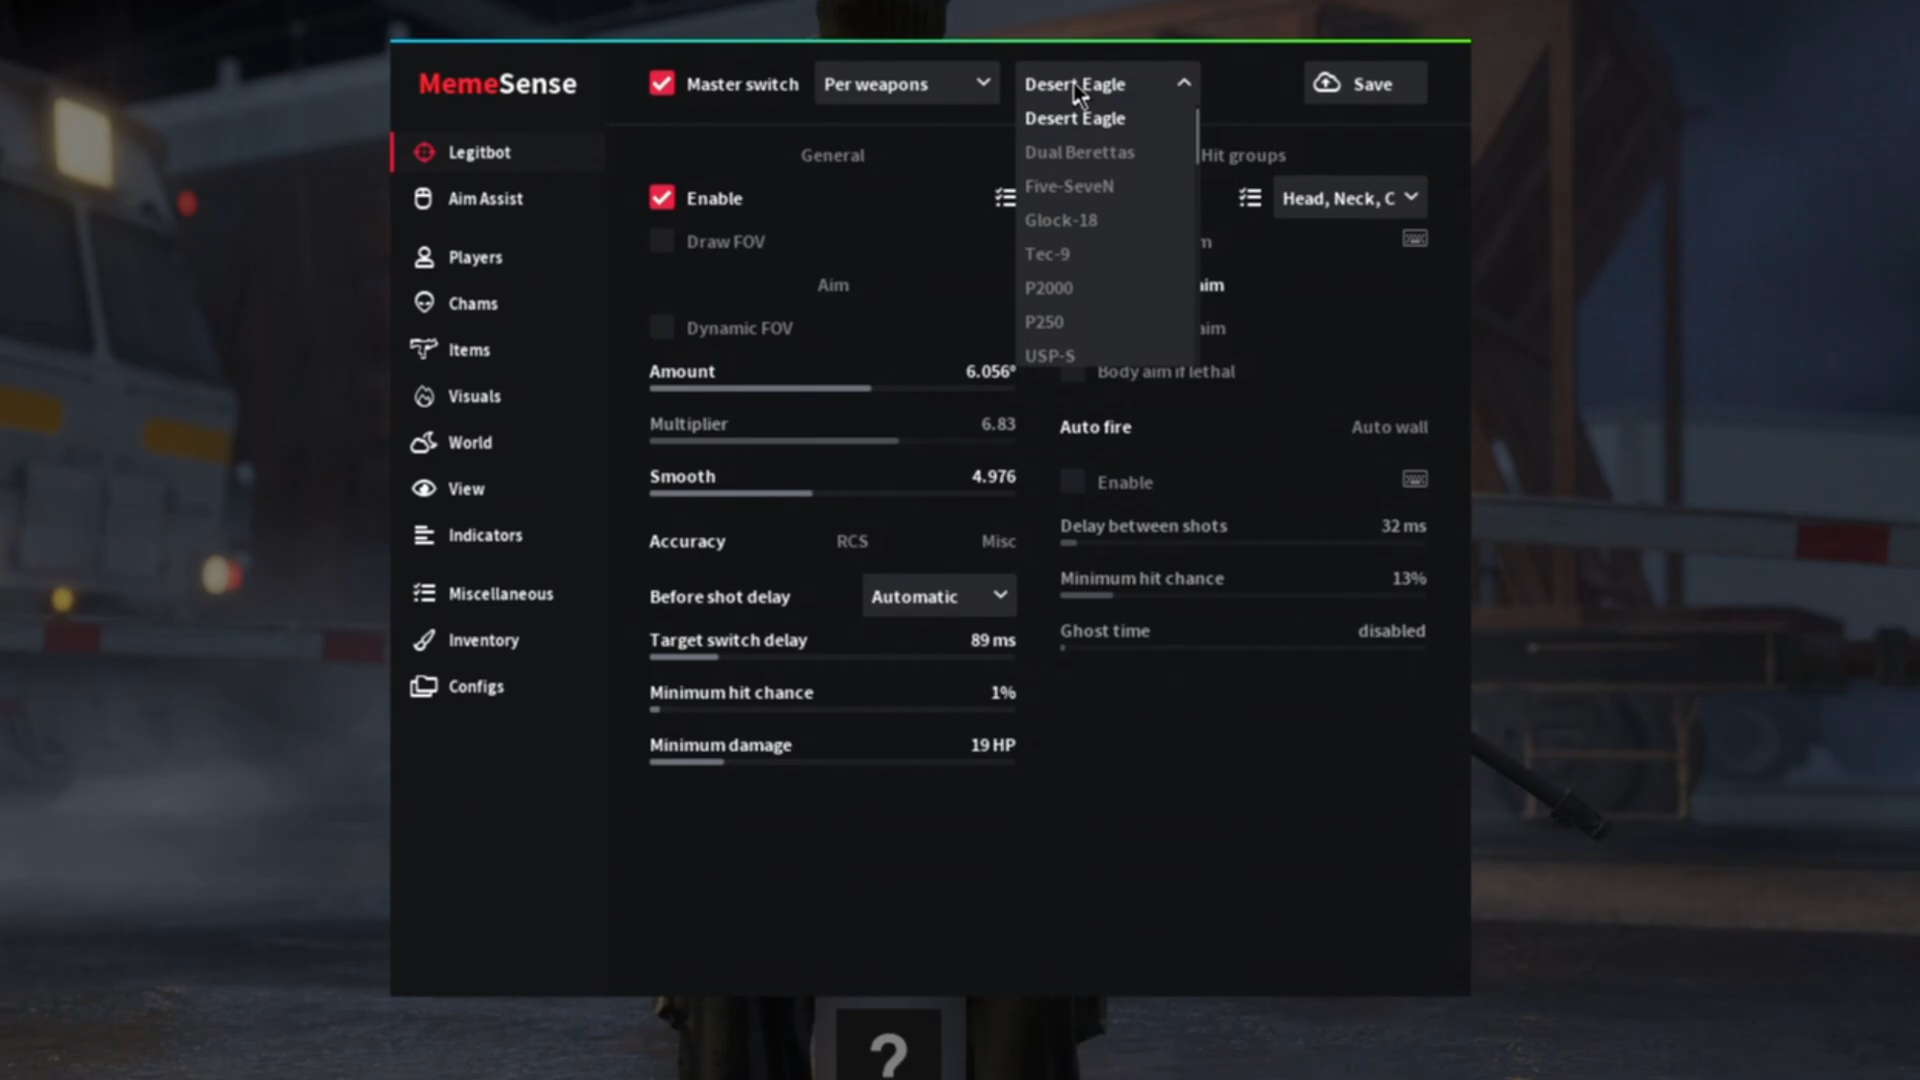 MemeSense
Master switch
Per weapons
Desert Eagle
Save
Legitbot
Aim Assist
Players
Chams
Items
Visuals
World
View
Indicators
Miscellaneous
Inventory
Configs
General
Enable
Draw FOV
Aim
Dynamic FOV
Amount 6.056°
Multiplier 6.83
Smooth 4.976
Accuracy RCS Misc
Before shot delay Automatic
Target switch delay 89 ms
Minimum hit chance 1%
Minimum damage 19 HP
Desert Eagle
Dual Berettas
Five-SeveN
Glock-18
Tec-9
P2000
P250
USP-S
Hit groups
Head, Neck, C
m
aim
aim
Body aim if lethal
Auto fire Auto wall
Enable
Delay between shots 32 ms
Minimum hit chance 13%
Ghost time disabled
?